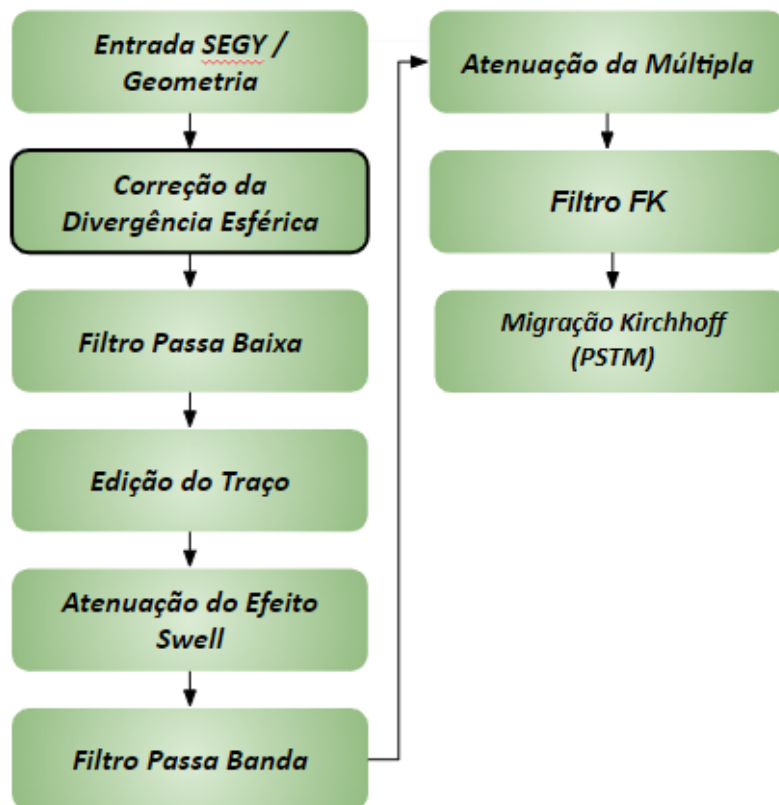 Entrada SEGY /
Geometria
Correção da
Divergência Esférica
Filtro Passa Baixa
Edição do Traço
Atenuação do Efeito
Swell
Filtro Passa Banda
Atenuação da Múltipla
Filtro FK
Migração Kirchhoff
(PSTM)